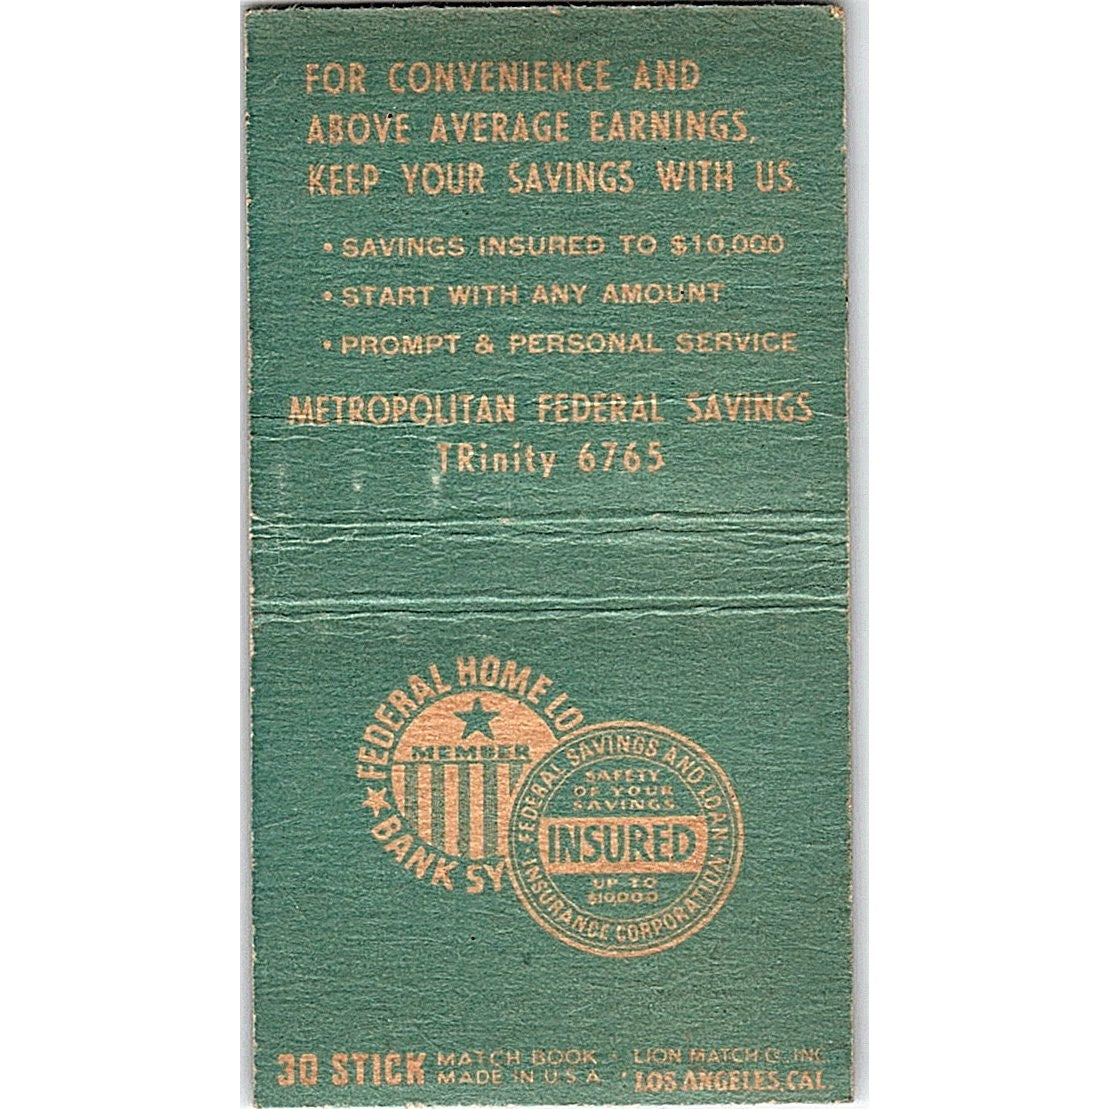 FOR CONVENIENCE AND
ABOVE AVERAGE EARNINGS,
KEEP YOUR SAVINGS WITH US.
• SAVINGS INSURED TO $10,000
• START WITH ANY AMOUNT
• PROMPT & PERSONAL SERVICE
METROPOLITAN FEDERAL SAVINGS
TRinity 6765
FEDERAL HOME LO
MEMBER
BANK SY
FEDERAL SAVINGS AND LOAN
INSURANCE CORPORATION
SAFETY
OF YOUR
SAVINGS
INSURED
UP TO
$10,000
30 STICK
MATCH BOOK •
MADE IN U S A •
LION MATCH CO., INC.
LOS ANGELES, CAL.